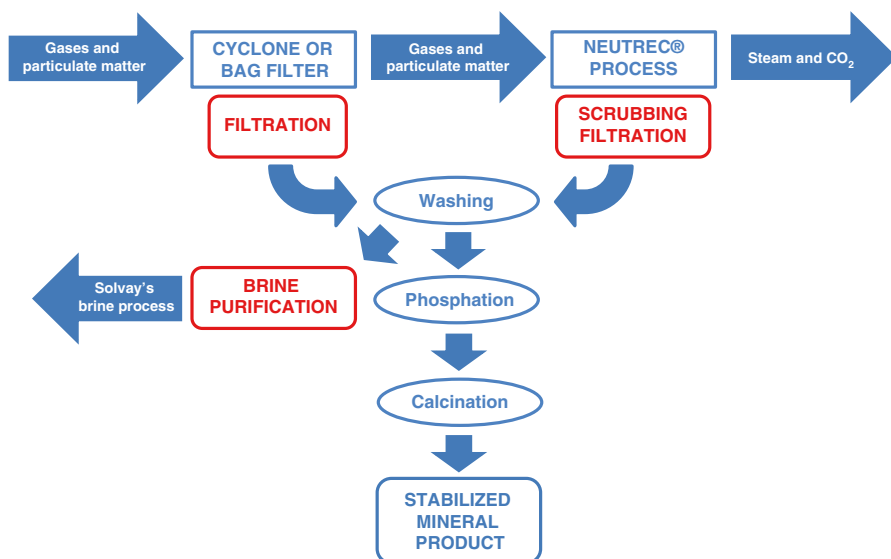 Gases and
particulate matter
CYCLONE OR
BAG FILTER
Gases and
particulate matter
NEUTREC®
PROCESS
Steam and CO₂
FILTRATION
SCRUBBING
FILTRATION
Washing
Solvay's
brine process
BRINE
PURIFICATION
Phosphation
Calcination
STABILIZED
MINERAL
PRODUCT